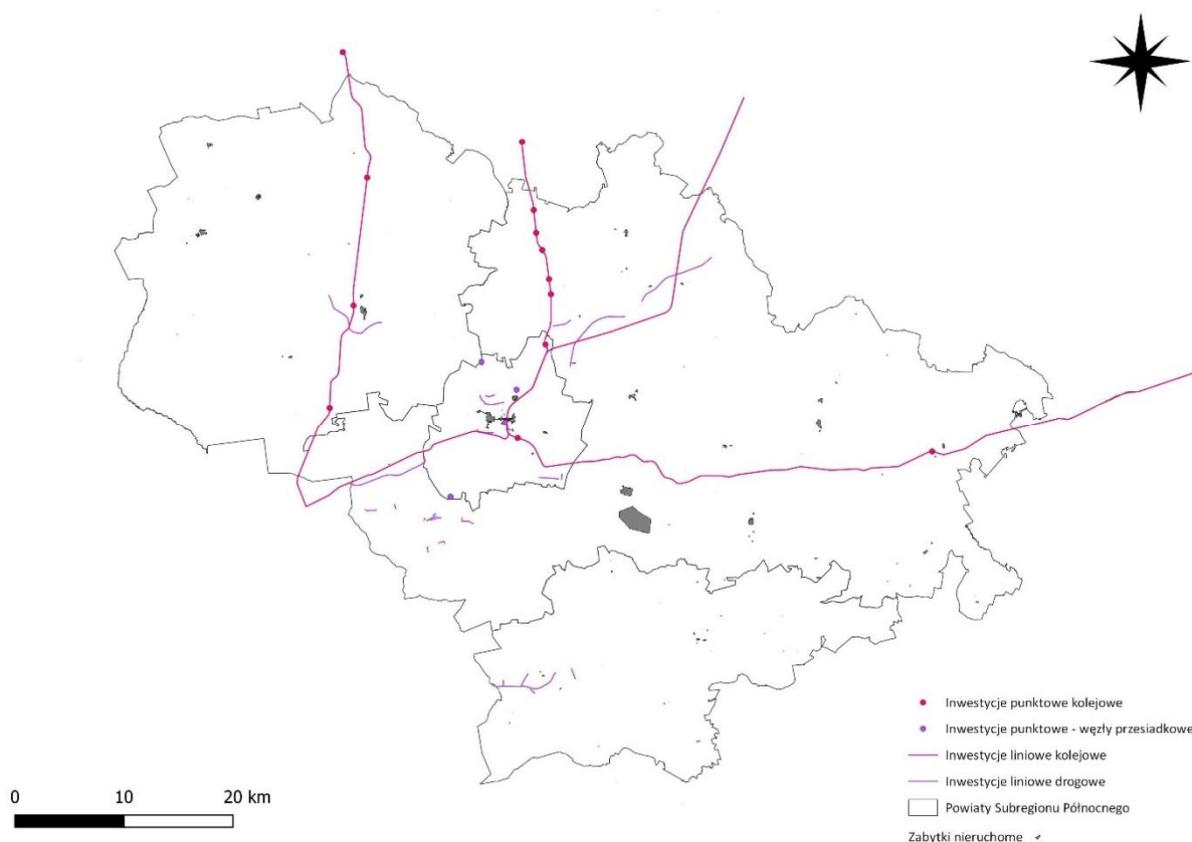 Inwestycje punktowe kolejowe
Inwestycje punktowe - węzły przesiadkowe
Inwestycje liniowe kolejowe
Inwestycje liniowe drogowe
Powiaty Subregionu Północnego
Zabytki nieruchome
0 10 20 km